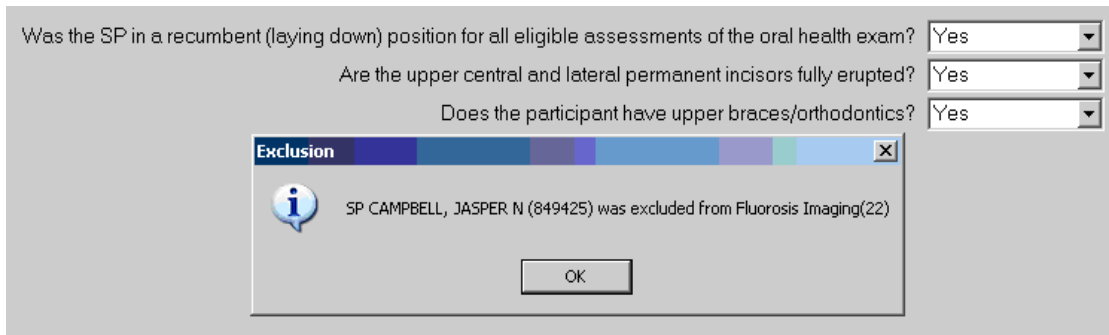 Was the SP in a recumbent (laying down) position for all eligible assessments of the oral health exam? Yes
Are the upper central and lateral permanent incisors fully erupted? Yes
Does the participant have upper braces/orthodontics? Yes
Exclusion
SP CAMPBELL, JASPER N (849425) was excluded from Fluorosis Imaging(22)
OK